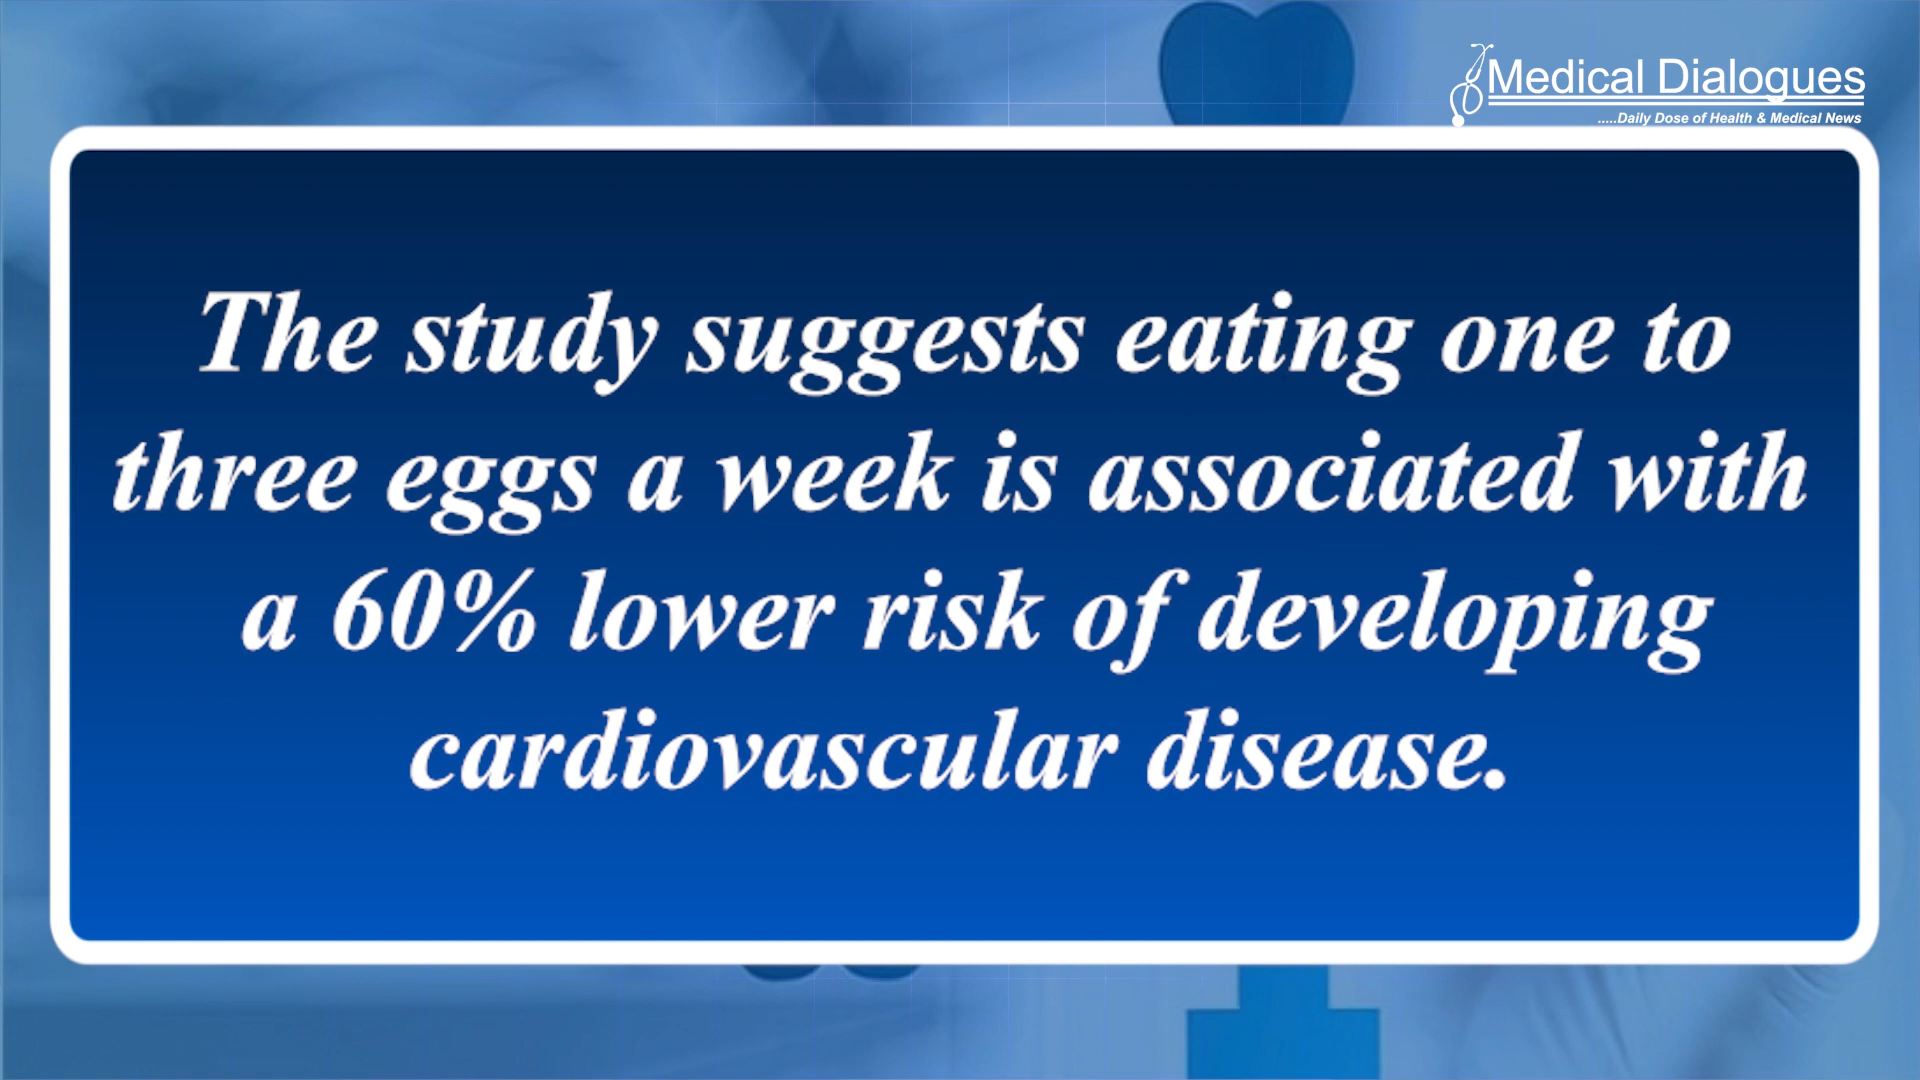 Medical Dialogues
.....Daily Dose of Health & Medical News
The study suggests eating one to
three eggs a week is associated with
a 60% lower risk of developing
cardiovascular disease.